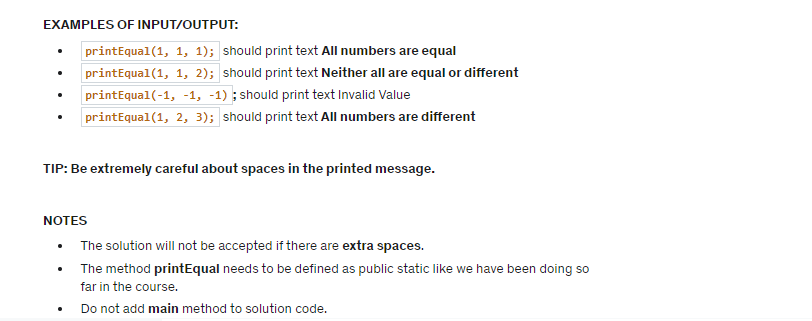 EXAMPLES OF INPUT/OUTPUT:
• printEqual(1, 1, 1); should print text All numbers are equal
• printEqual(1, 1, 2); should print text Neither all are equal or different
• printEqual(-1, -1, -1) ; should print text Invalid Value
• printEqual(1, 2, 3); should print text All numbers are different
TIP: Be extremely careful about spaces in the printed message.
NOTES
• The solution will not be accepted if there are extra spaces.
• The method printEqual needs to be defined as public static like we have been doing so
far in the course.
• Do not add main method to solution code.